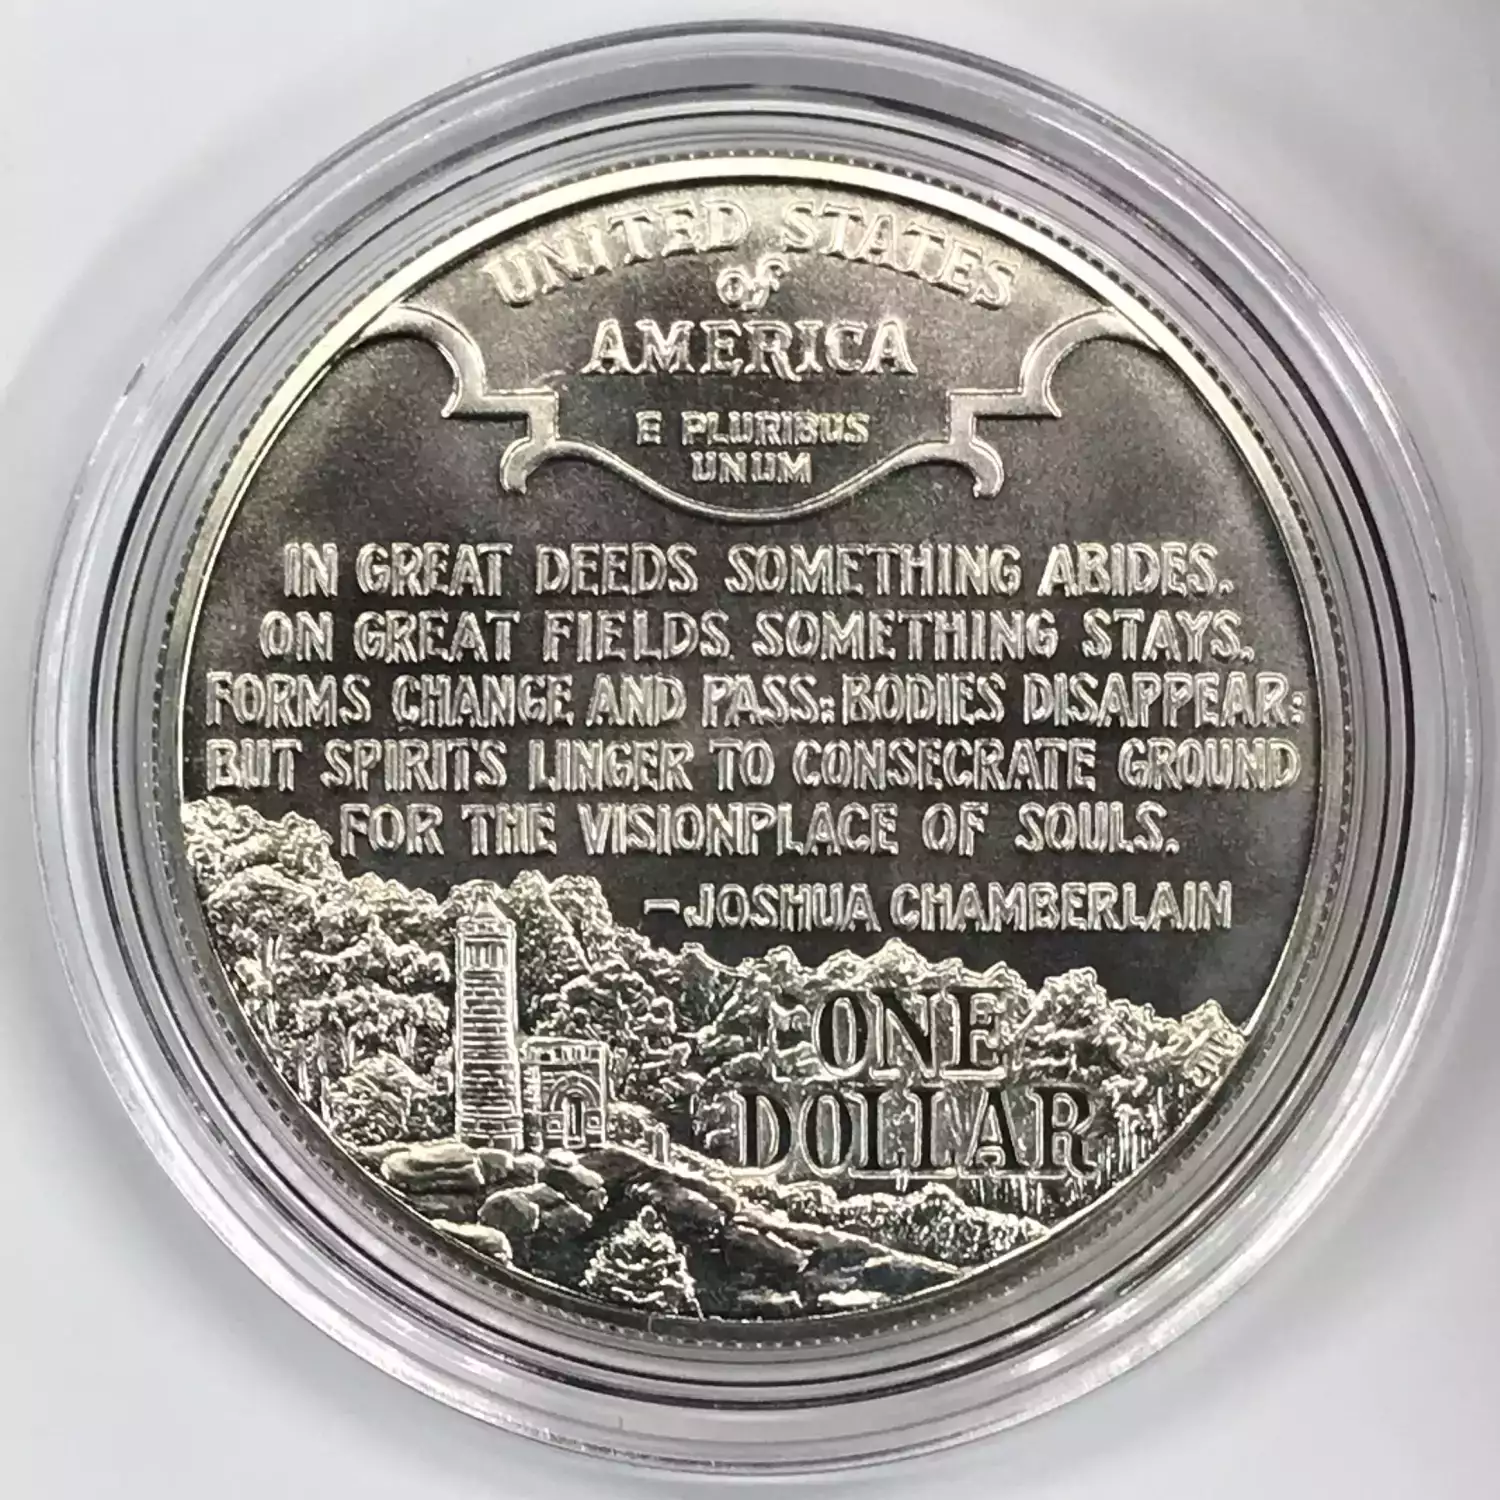 UNITED STATES
of
AMERICA
E PLURIBUS
UNUM
IN GREAT DEEDS SOMETHING ABIDES.
ON GREAT FIELDS SOMETHING STAYS.
FORMS CHANGE AND PASS: BODIES DISAPPEAR:
BUT SPIRITS LINGER TO CONSECRATE GROUND
FOR THE VISIONPLACE OF SOULS.
-JOSHUA CHAMBERLAIN
ONE
DOLLAR